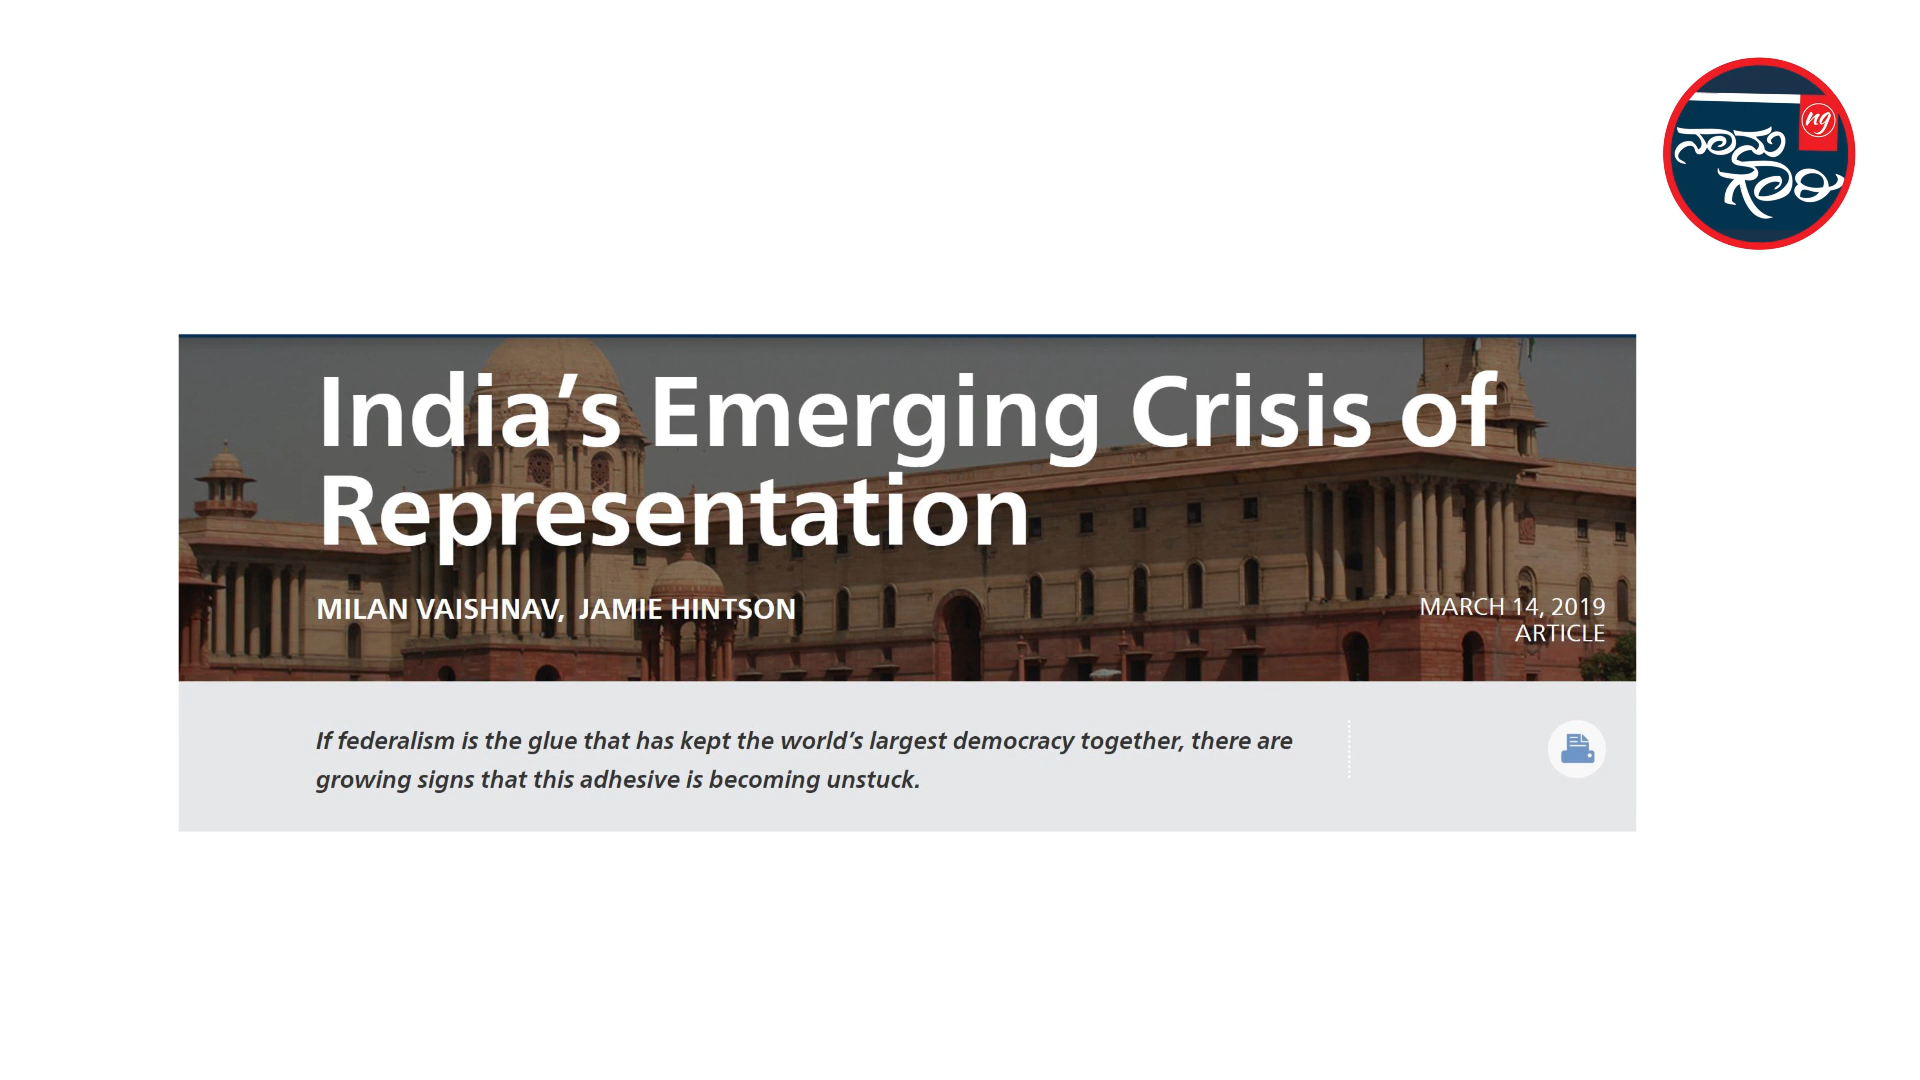 ng
ನಾನು
ಗೌರಿ
India’s Emerging Crisis of
Representation
MILAN VAISHNAV, JAMIE HINTSON
MARCH 14, 2019
ARTICLE
If federalism is the glue that has kept the world’s largest democracy together, there are
growing signs that this adhesive is becoming unstuck.